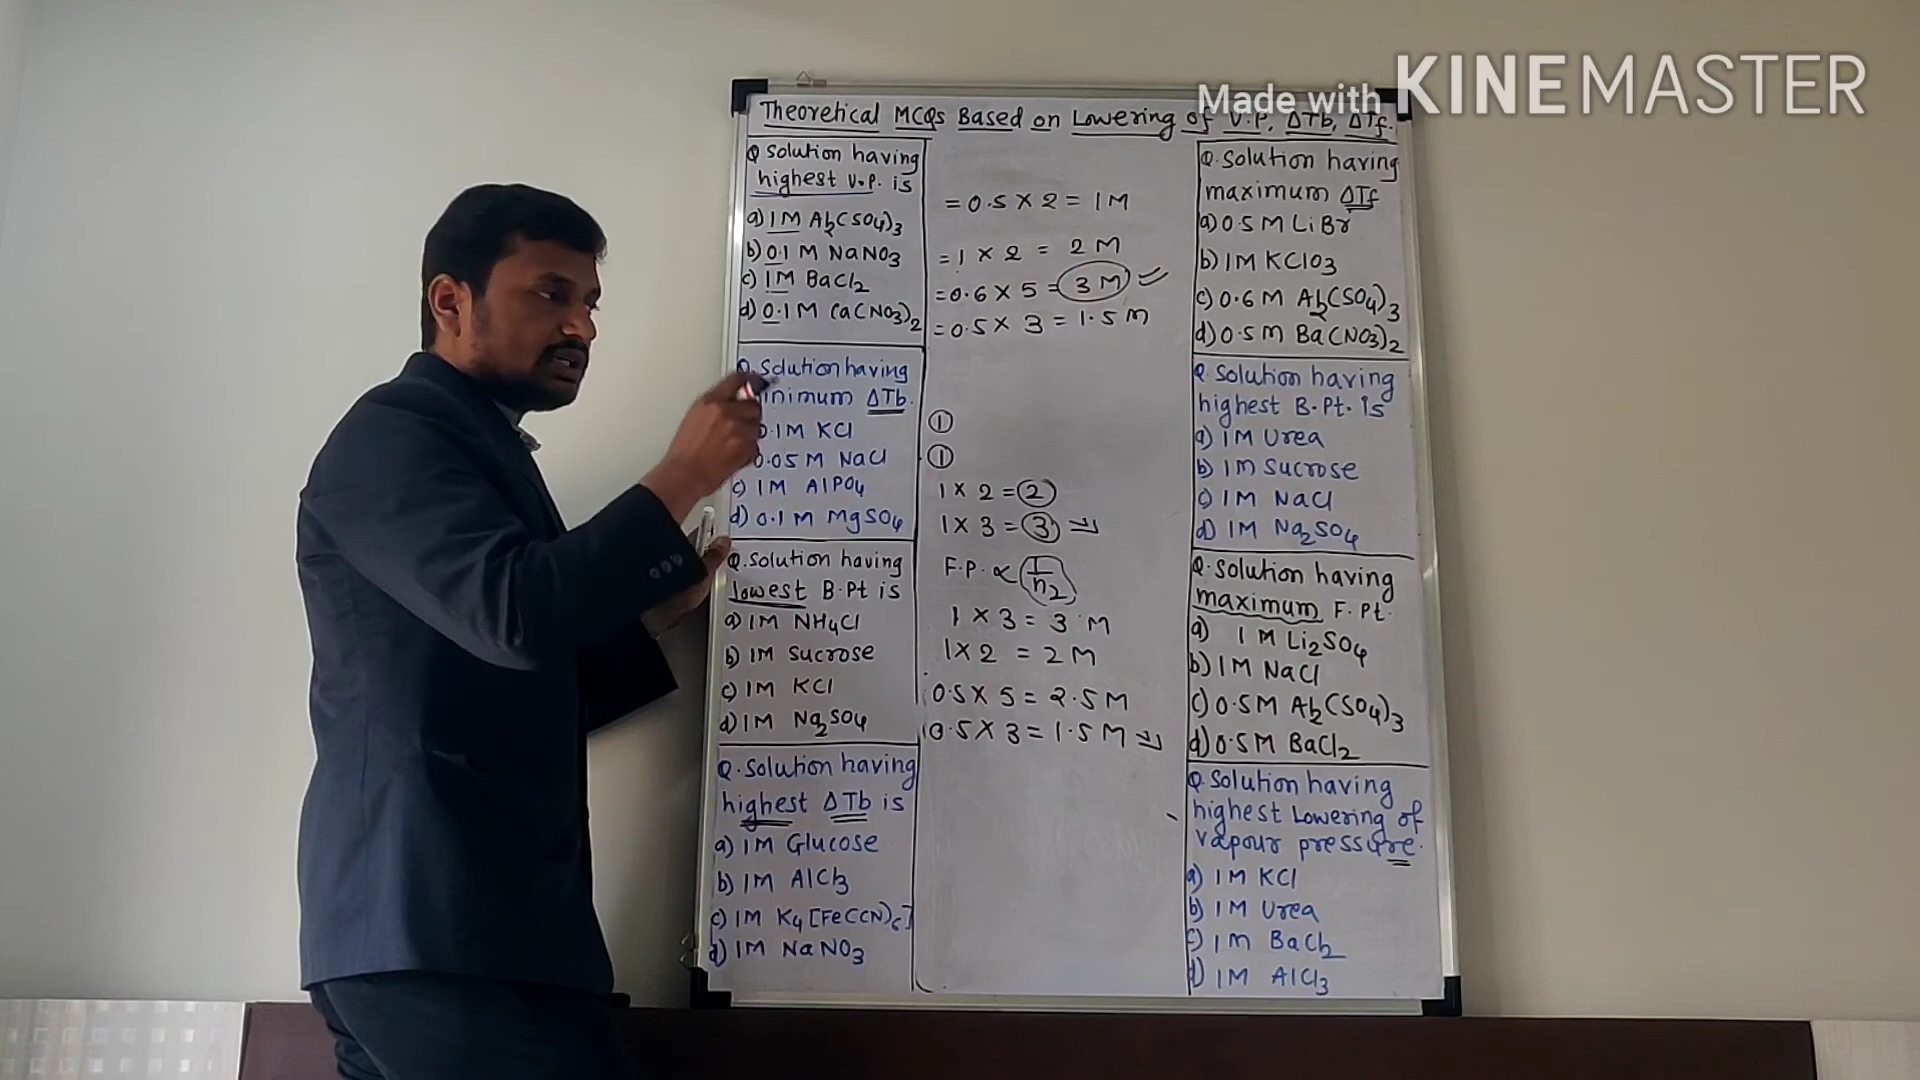 Made with KINEMASTER
Theoretical MCQs Based on Lowering of V.P, ΔTb, ΔTf.
Q Solution having
highest V.P. is
a) 1M Al2(SO4)3
b) 0.1 M NaNO3
c) 1M BaCl2
d) 0.1M Ca(NO3)2
Q. Solution having
inimum ΔTb.
0.1M KCl
0.05 M NaCl
c) 1M AlPO4
d) 0.1M MgSO4
Q. Solution having
lowest B.Pt is
a) 1M NH4Cl
b) 1M Sucrose
c) 1M KCl
d) 1M Na2SO4
Q. Solution having
highest ΔTb is
a) 1M Glucose
b) 1M AlCl3
c) 1M K4[Fe(CN)6]
d) 1M NaNO3
= 0.5 × 2 = 1M
= 1 × 2 = 2 M
= 0.6 × 5 = 3 M
= 0.5 × 3 = 1.5 M
1
1
1 × 2 = 2
1 × 3 = 3
F.P. ∝ 1/n2
1 × 3 = 3 M
1 × 2 = 2 M
0.5 × 5 = 2.5 M
0.5 × 3 = 1.5 M
Q. Solution having
maximum ΔTf
a) 0.5 M LiBr
b) 1M KClO3
c) 0.6 M Al2(SO4)3
d) 0.5 M Ba(NO3)2
Q. Solution having
highest B.Pt. is
a) 1M Urea
b) 1M Sucrose
c) 1M NaCl
d) 1M Na2SO4
Q. Solution having
maximum F.Pt.
a) 1 M Li2SO4
b) 1M NaCl
c) 0.5M Al2(SO4)3
d) 0.5M BaCl2
Q. Solution having
highest Lowering of
Vapour pressure.
a) 1M KCl
b) 1M Urea
c) 1M BaCl2
d) 1M AlCl3